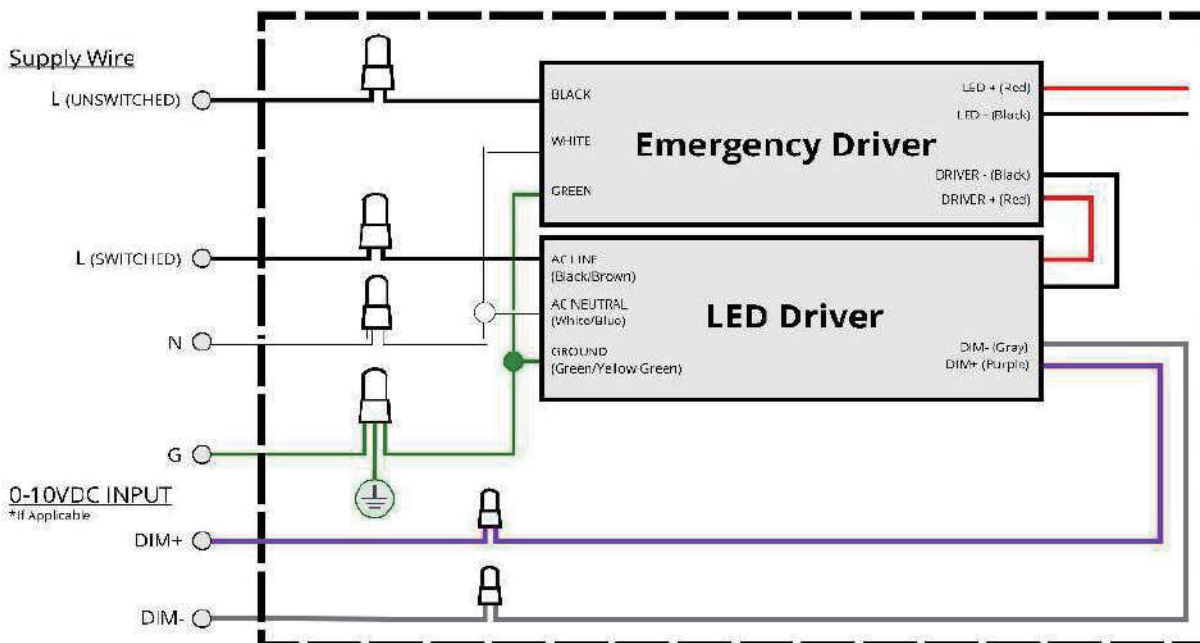 Supply Wire
L (UNSWITCHED)
BLACK
WHITE
GREEN
Emergency Driver
LED + (Red)
LED - (Black)
DRIVER - (Black)
DRIVER + (Red)
L (SWITCHED)
AC LINE
(Black/Brown)
AC NEUTRAL
(White/Blue)
GROUND
(Green/Yellow-Green)
LED Driver
DIM- (Gray)
DIM+ (Purple)
N
G
0-10VDC INPUT
*If Applicable
DIM+
DIM-